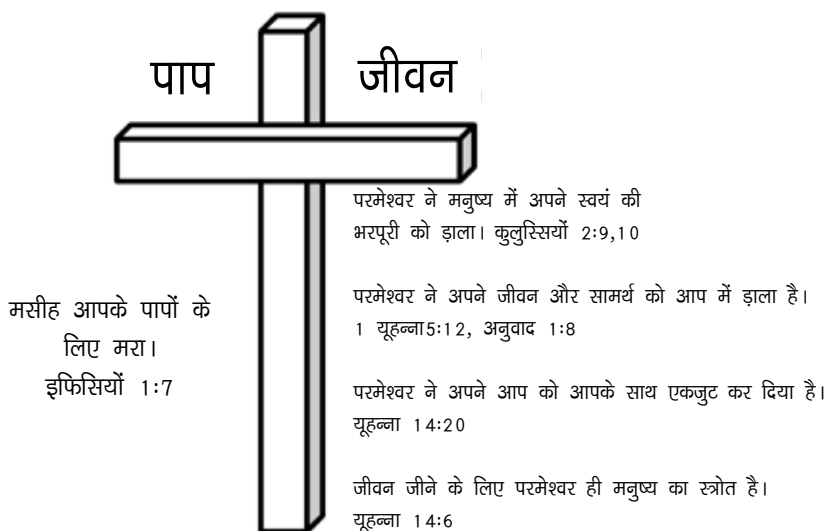 पाप
जीवन
परमेश्वर ने मनुष्य में अपने स्वयं की
भरपूरी को ड़ाला। कुलुस्सियों 2:9,10
मसीह आपके पापों के
लिए मरा।
इफिसियों 1:7
परमेश्वर ने अपने जीवन और सामर्थ को आप में ड़ाला है।
1 यूहन्ना5:12, अनुवाद 1:8
परमेश्वर ने अपने आप को आपके साथ एकजुट कर दिया है।
यूहन्ना 14:20
जीवन जीने के लिए परमेश्वर ही मनुष्य का स्त्रोत है।
यूहन्ना 14:6